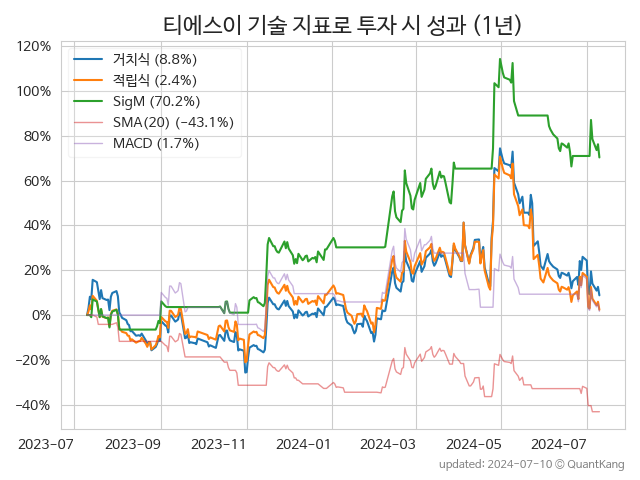 티에스이 기술 지표로 투자 시 성과 (1년)
120%
100%
80%
60%
40%
20%
0%
−20%
−40%
거치식 (8.8%)
적립식 (2.4%)
SigM (70.2%)
SMA(20) (−43.1%)
MACD (1.7%)
2023-07 2023-09 2023-11 2024-01 2024-03 2024-05 2024-07
updated: 2024-07-10 © QuantKang